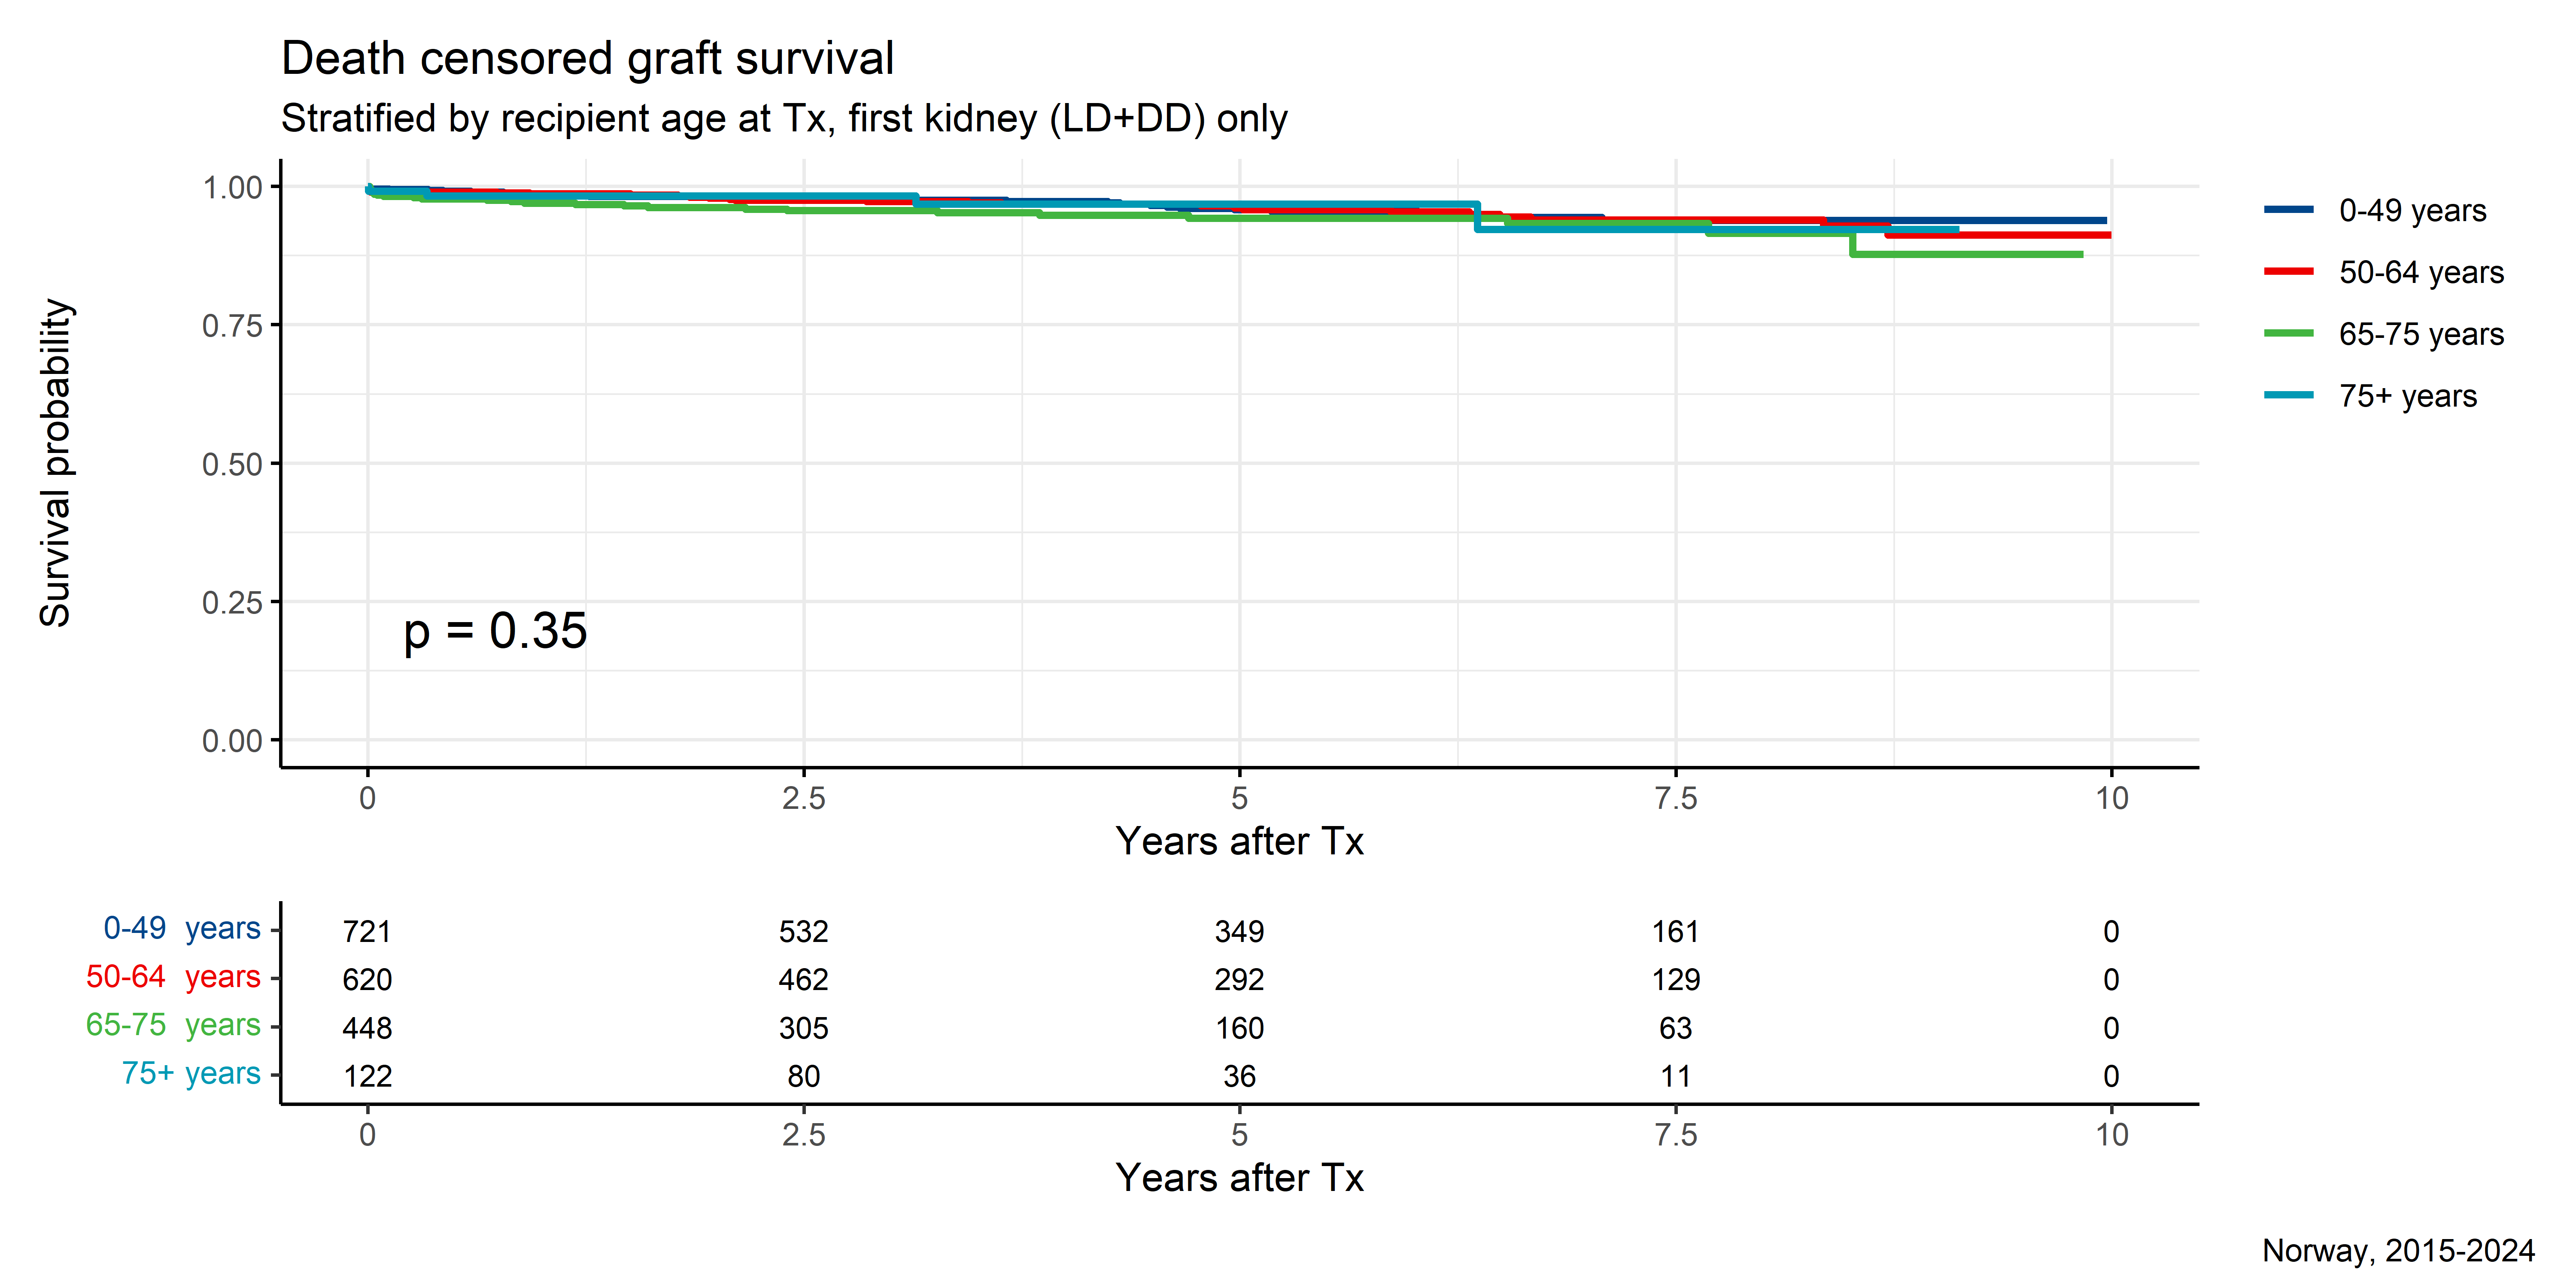 Death censored graft survival
Stratified by recipient age at Tx, first kidney (LD+DD) only
Survival probability
1.00
0.75
0.50
0.25
0.00
p = 0.35
0 2.5 5 7.5 10
Years after Tx
0-49 years
50-64 years
65-75 years
75+ years
0-49 years 721 532 349 161 0
50-64 years 620 462 292 129 0
65-75 years 448 305 160 63 0
75+ years 122 80 36 11 0
0 2.5 5 7.5 10
Years after Tx
Norway, 2015-2024